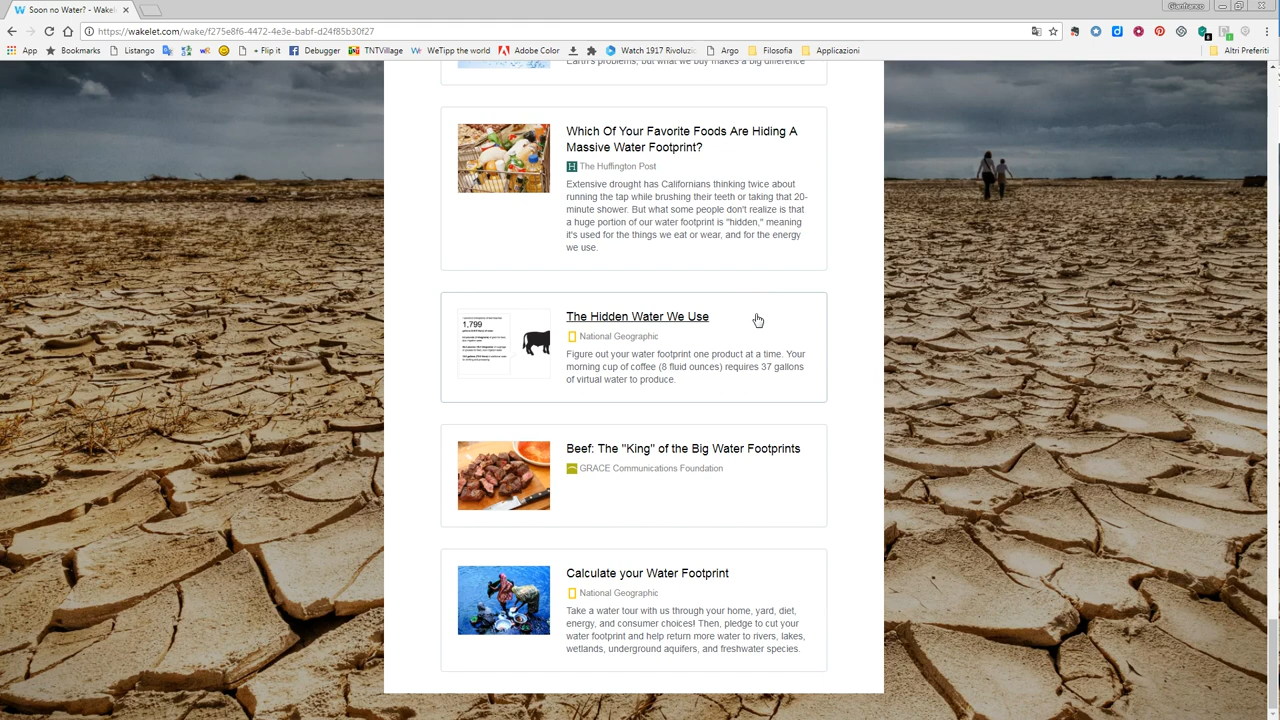 Soon no Water? - Wakel
Gianfranco
https://wakelet.com/wake/f275e8f6-4472-4e3e-babf-d24f85b30f27
App Bookmarks Listango + Flip it Debugger TNTVillage WeTipp the world Adobe Color Watch 1917 Rivoluzi Argo Filosofia Applicazioni Altri Preferiti
Earth's problems, but what we buy makes a big difference
Which Of Your Favorite Foods Are Hiding A
Massive Water Footprint?
The Huffington Post
Extensive drought has Californians thinking twice about
running the tap while brushing their teeth or taking that 20-
minute shower. But what some people don't realize is that
a huge portion of our water footprint is "hidden," meaning
it's used for the things we eat or wear, and for the energy
we use.
1,799
The Hidden Water We Use
National Geographic
Figure out your water footprint one product at a time. Your
morning cup of coffee (8 fluid ounces) requires 37 gallons
of virtual water to produce.
Beef: The "King" of the Big Water Footprints
GRACE Communications Foundation
Calculate your Water Footprint
National Geographic
Take a water tour with us through your home, yard, diet,
energy, and consumer choices! Then, pledge to cut your
water footprint and help return more water to rivers, lakes,
wetlands, underground aquifers, and freshwater species.